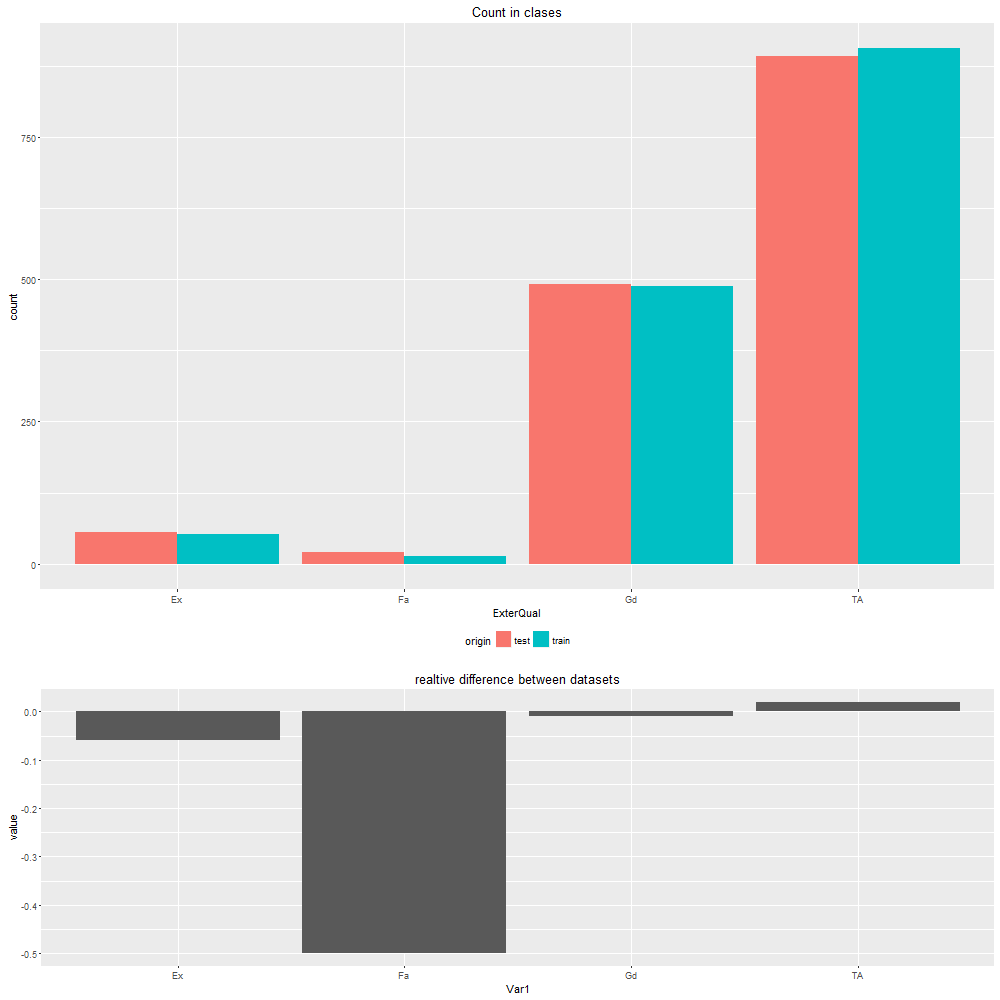 Count in clases
750
500
250
0
count
Ex Fa Gd TA
ExterQual
origin test train
realtive difference between datasets
0.0
-0.1
-0.2
-0.3
-0.4
-0.5
value
Ex Fa Gd TA
Var1